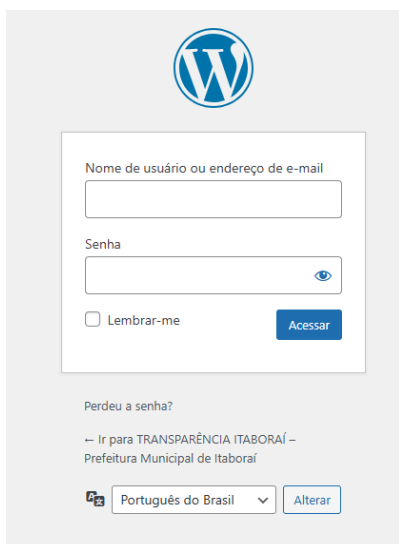 Nome de usuário ou endereço de e-mail
Senha
Lembrar-me
Acessar
Perdeu a senha?
← Ir para TRANSPARÊNCIA ITABORAÍ –
Prefeitura Municipal de Itaboraí
Português do Brasil
Alterar